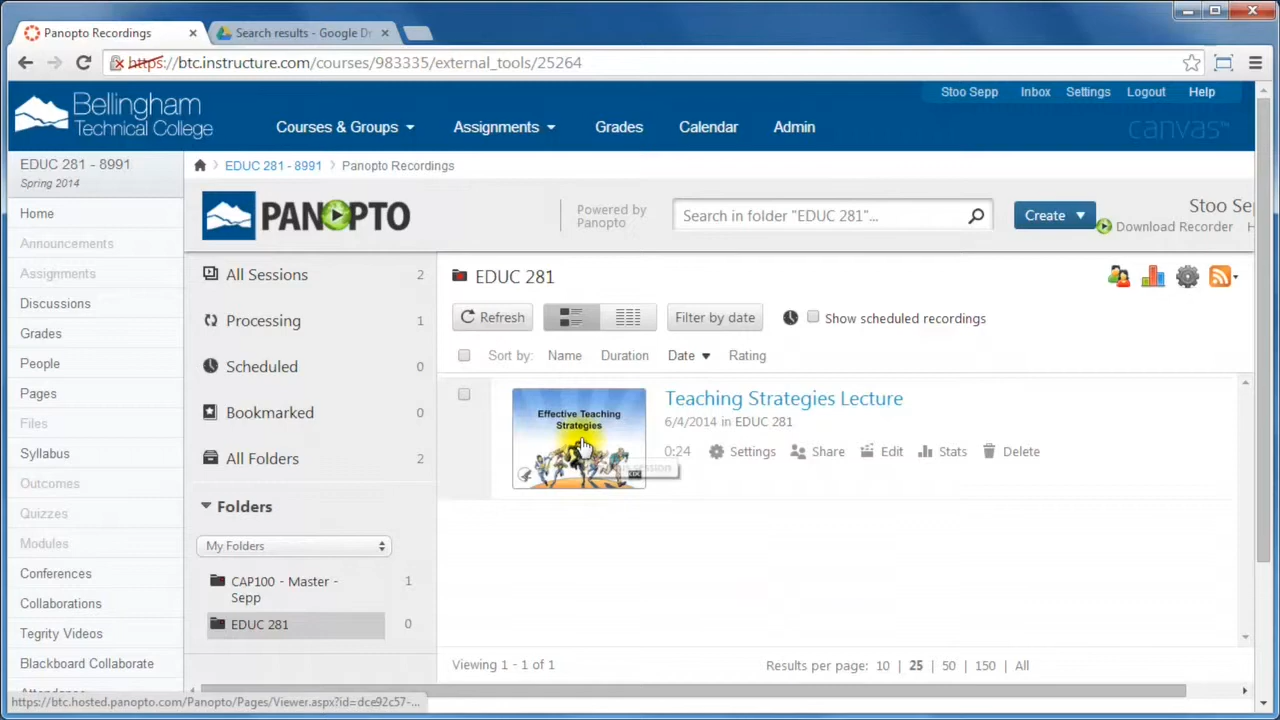 Panopto Recordings
Search results - Google Dr
https://btc.instructure.com/courses/983335/external_tools/25264
Bellingham
Technical College
Courses & Groups
Assignments
Grades
Calendar
Admin
Stoo Sepp
Inbox
Settings
Logout
Help
canvas™
EDUC 281 - 8991
Spring 2014
Home
Announcements
Assignments
Discussions
Grades
People
Pages
Files
Syllabus
Outcomes
Quizzes
Modules
Conferences
Collaborations
Tegrity Videos
Blackboard Collaborate
EDUC 281 - 8991
Panopto Recordings
PANOPTO
Powered by
Panopto
Search in folder "EDUC 281"...
Create
Stoo Se
Download Recorder
H
All Sessions 2
Processing 1
Scheduled 0
Bookmarked 0
All Folders 2
Folders
My Folders
CAP100 - Master - 1
Sepp
EDUC 281 0
EDUC 281
Refresh
Filter by date
Show scheduled recordings
Sort by: Name Duration Date Rating
Effective Teaching
Strategies
Teaching Strategies Lecture
6/4/2014 in EDUC 281
0:24 Settings Share Edit Stats Delete
Viewing 1 - 1 of 1
Results per page: 10 25 50 150 All
https://btc.hosted.panopto.com/Panopto/Pages/Viewer.aspx?id=dce92c57-...